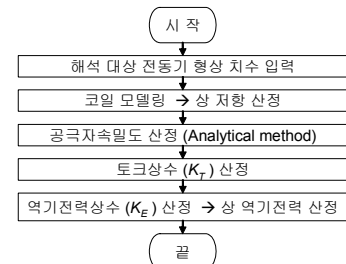 시 작
해석 대상 전동기 형상 치수 입력
코일 모델링 → 상 저항 산정
공극자속밀도 산정 (Analytical method)
토크상수 (K_T) 산정
역기전력상수 (K_E) 산정 → 상 역기전력 산정
끝